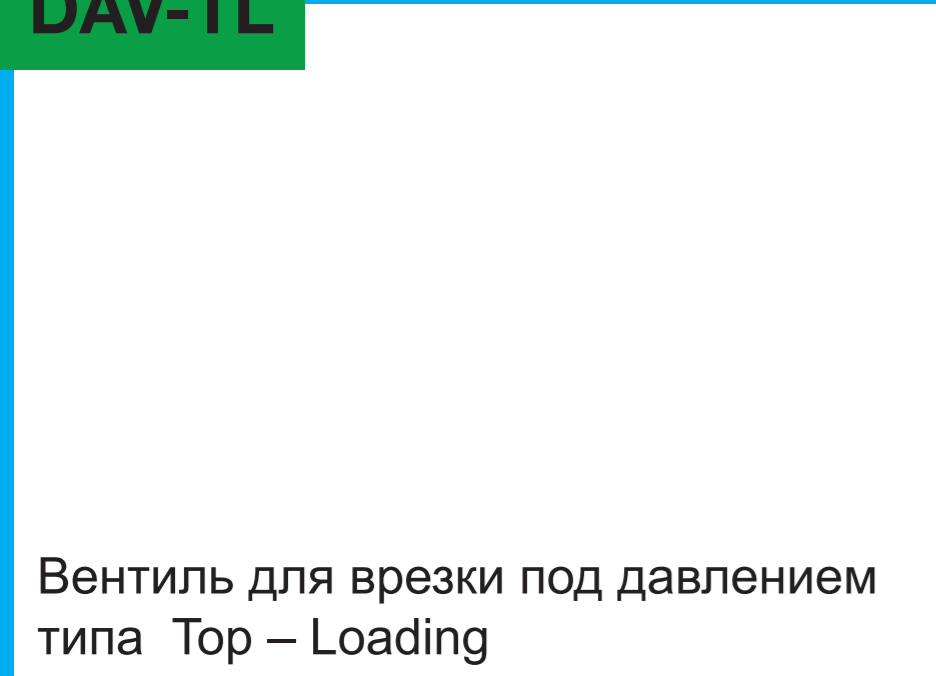 DAV-TL
Вентиль для врезки под давлением
типа Top – Loading